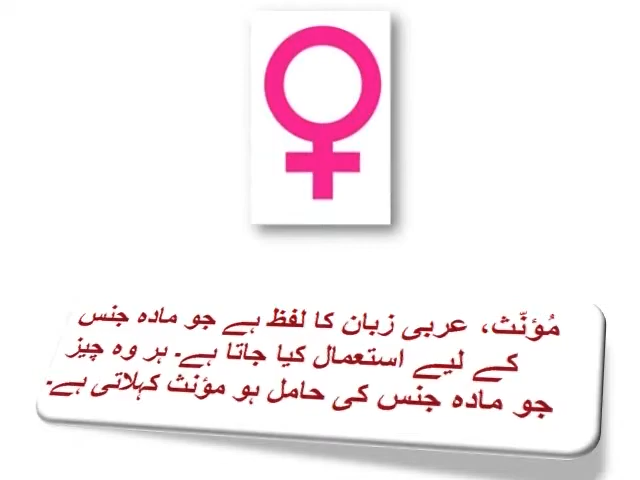 مُؤنّث، عربی زبان کا لفظ ہے جو مادہ جنس
کے لیے استعمال کیا جاتا ہے۔ ہر وہ چیز
جو مادہ جنس کی حامل ہو مؤنث کہلاتی ہے۔